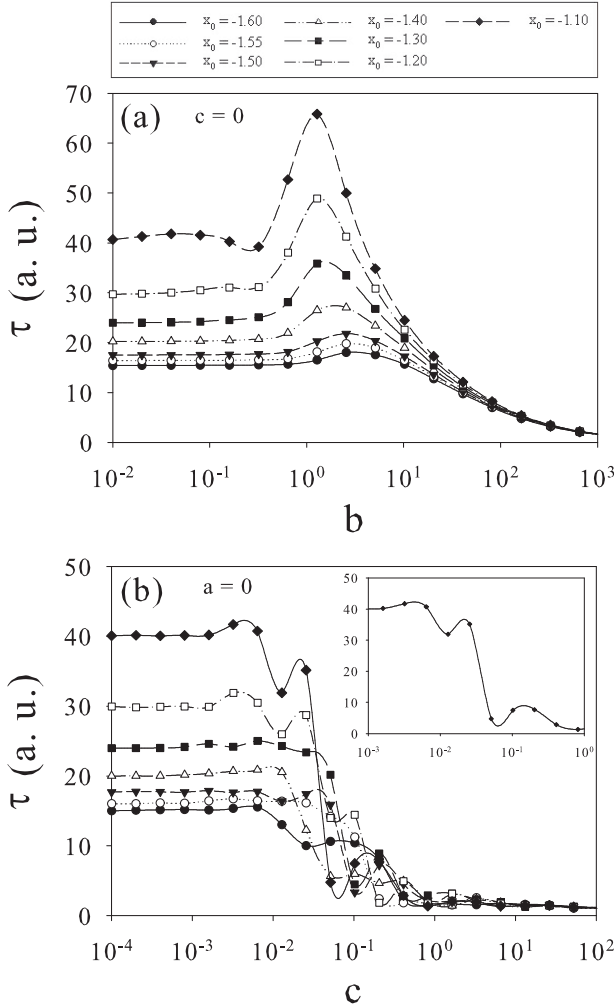 x₀ = -1.60 x₀ = -1.40 x₀ = -1.10
x₀ = -1.55 x₀ = -1.30
x₀ = -1.50 x₀ = -1.20
(a) c = 0
τ (a. u.)
70
60
50
40
30
20
10
0
10⁻² 10⁻¹ 10⁰ 10¹ 10² 10³
b
(b) a = 0
τ (a. u.)
50
40
30
20
10
0
50
40
30
20
10
0
10⁻³ 10⁻² 10⁻¹ 10⁰
10⁻⁴ 10⁻³ 10⁻² 10⁻¹ 10⁰ 10¹ 10²
c